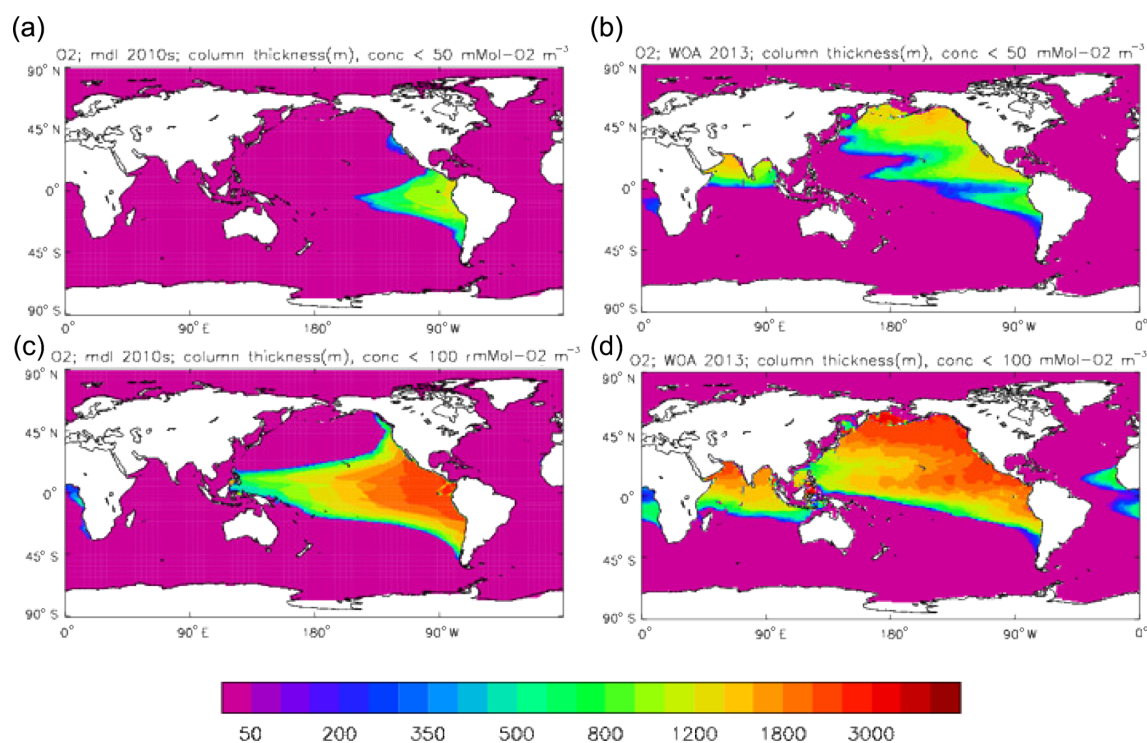 (a)
O2; mdl 2010s; column thickness(m), conc < 50 mMol-O2 m⁻³
90° N
45° N
0°
45° S
90° S
0°
90° E
180°
90° W
(b)
O2; WOA 2013; column thickness(m), conc < 50 mMol-O2 m⁻³
90° N
45° N
0°
45° S
90° S
0°
90° E
180°
90° W
0°
(c)
O2; mdl 2010s; column thickness(m), conc < 100 rmMol-O2 m⁻³
90° N
45° N
0°
45° S
90° S
0°
90° E
180°
90° W
(d)
O2; WOA 2013; column thickness(m), conc < 100 mMol-O2 m⁻³
90° N
45° N
0°
45° S
90° S
0°
90° E
180°
90° W
0°
50 200 350 500 800 1200 1800 3000